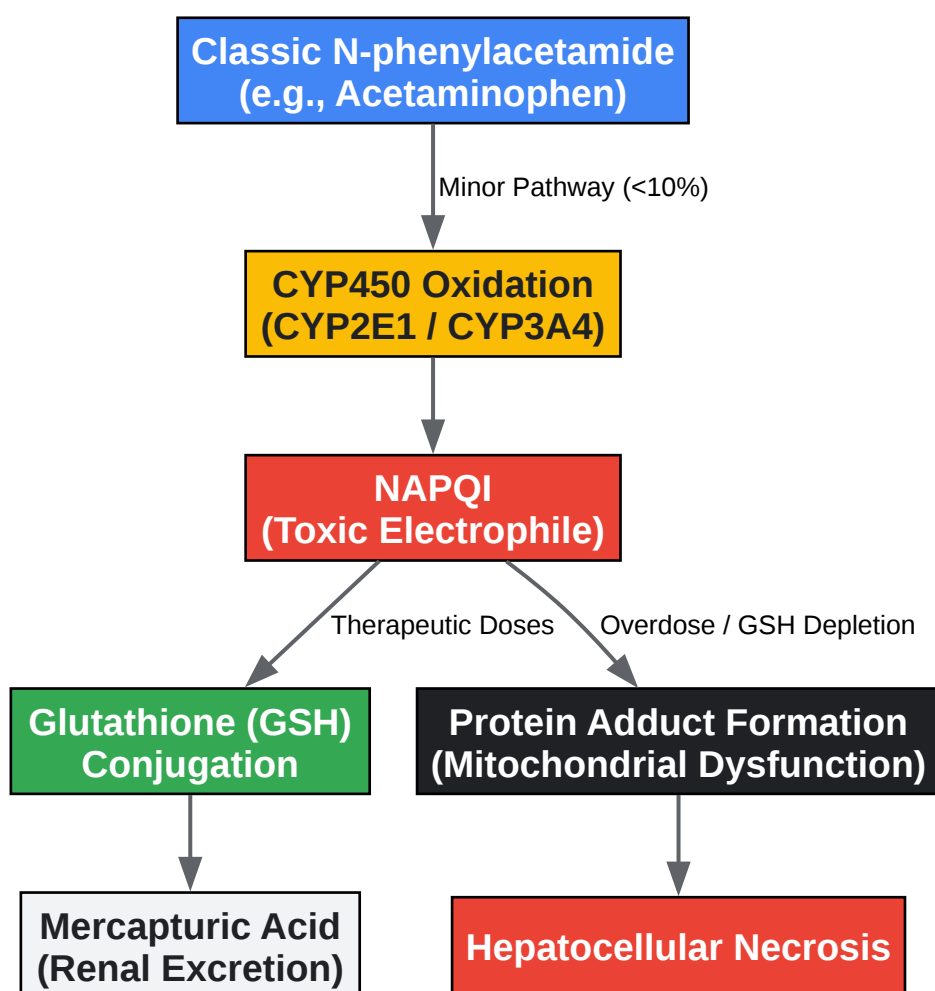 Classic N-phenylacetamide
(e.g., Acetaminophen)
Minor Pathway (<10%)
CYP450 Oxidation
(CYP2E1 / CYP3A4)
NAPQI
(Toxic Electrophile)
Therapeutic Doses
Overdose / GSH Depletion
Glutathione (GSH)
Conjugation
Protein Adduct Formation
(Mitochondrial Dysfunction)
Mercapturic Acid
(Renal Excretion)
Hepatocellular Necrosis